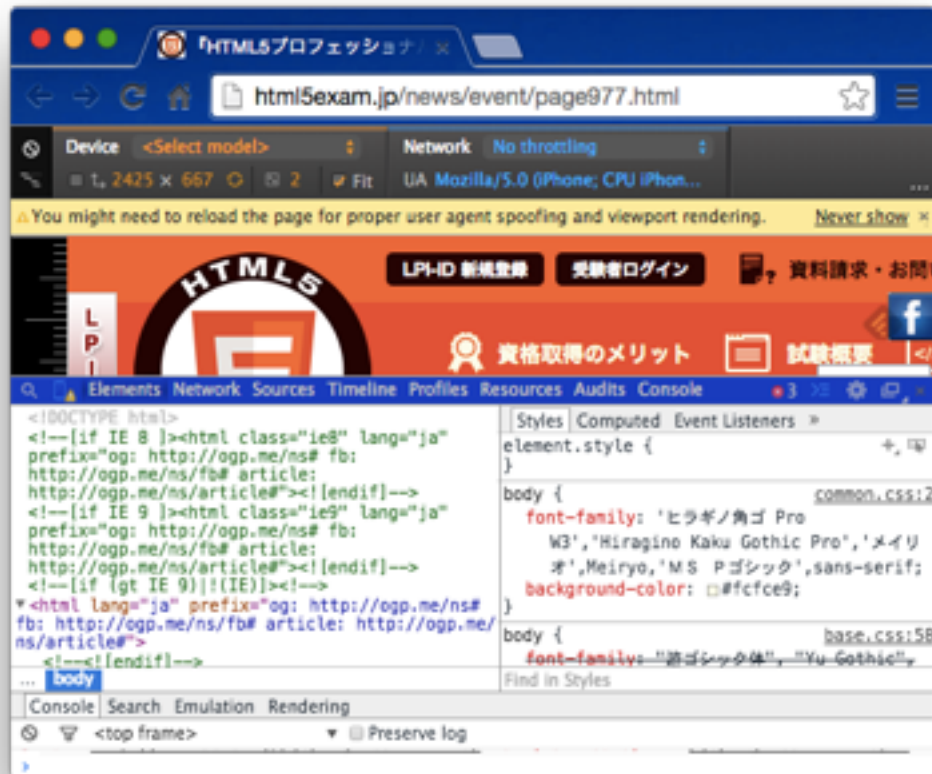 『HTML5プロフェッショナ
html5exam.jp/news/event/page977.html
Device <Select model> Network No throttling
2425 × 667 2 Fit UA Mozilla/5.0 (iPhone; CPU iPhon...
You might need to reload the page for proper user agent spoofing and viewport rendering. Never show ×
HTML5
LPI-ID 新規登録 受験者ログイン 資料請求・お問
LPI
資格取得のメリット 試験概要
f
Elements Network Sources Timeline Profiles Resources Audits Console 3
<!DOCTYPE html>
<!--[if IE 8 ]><html class="ie8" lang="ja"
prefix="og: http://ogp.me/ns# fb:
http://ogp.me/ns/fb# article:
http://ogp.me/ns/article#"><![endif]-->
<!--[if IE 9 ]><html class="ie9" lang="ja"
prefix="og: http://ogp.me/ns# fb:
http://ogp.me/ns/fb# article:
http://ogp.me/ns/article#"><![endif]-->
<!--[if (gt IE 9)|!(IE)]><!-->
<html lang="ja" prefix="og: http://ogp.me/ns#
fb: http://ogp.me/ns/fb# article: http://ogp.me/
ns/article#">
<!--<![endif]-->
... body
Styles Computed Event Listeners »
element.style {
}
body { common.css:2
font-family: 'ヒラギノ角ゴ Pro
W3','Hiragino Kaku Gothic Pro','メイリ
オ',Meiryo,'ＭＳ Ｐゴシック',sans-serif;
background-color: #fcfce9;
}
body { base.css:58
font-family: "游ゴシック体", "Yu Gothic",
Find in Styles
Console Search Emulation Rendering
<top frame> ▼ Preserve log